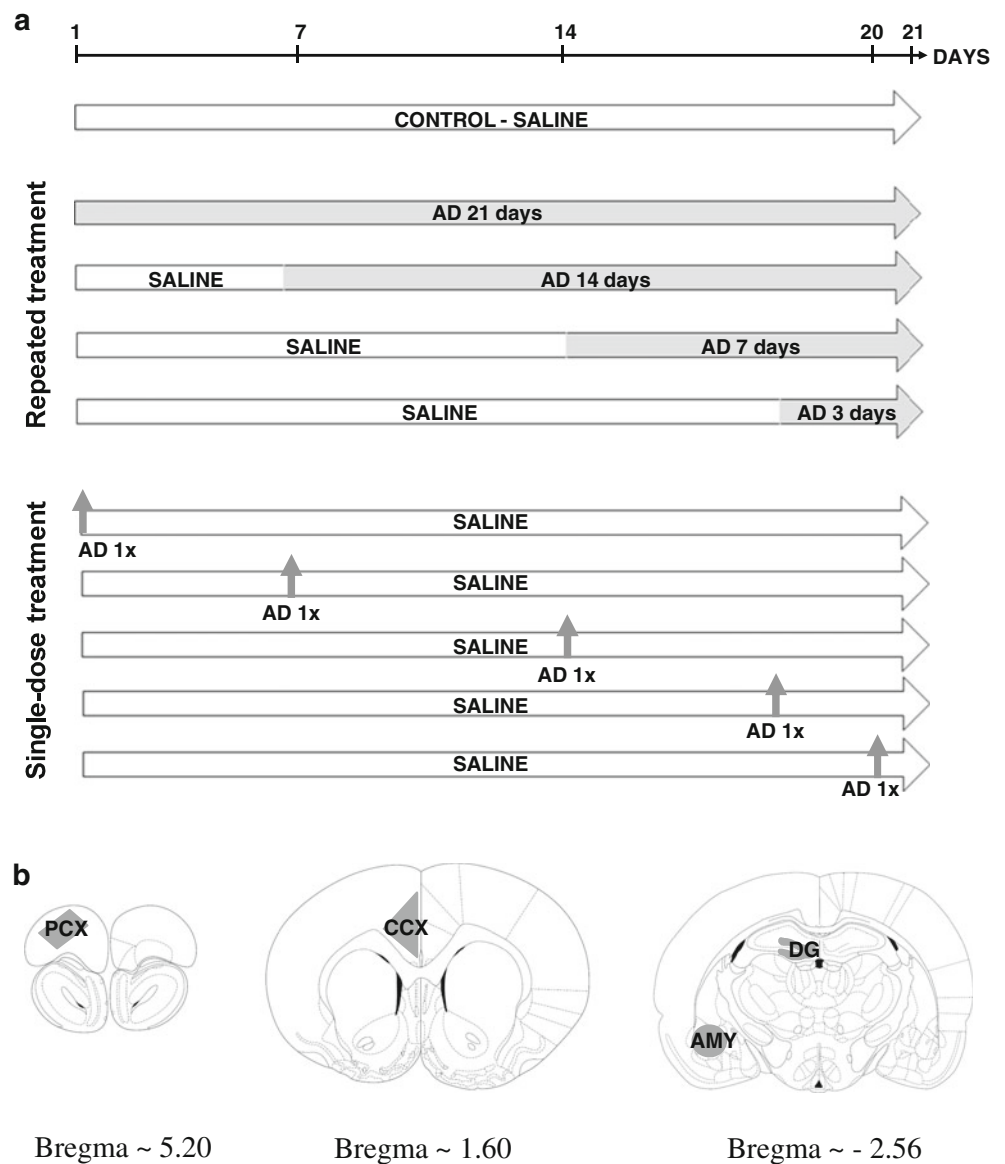 a
1 7 14 20 21
DAYS
CONTROL - SALINE
Repeated treatment
AD 21 days
SALINE AD 14 days
SALINE AD 7 days
SALINE AD 3 days
Single-dose treatment
SALINE
AD 1x
SALINE
AD 1x
SALINE
AD 1x
SALINE
AD 1x
SALINE
AD 1x
b
PCX CCX DG
AMY
Bregma ~ 5.20 Bregma ~ 1.60 Bregma ~ - 2.56